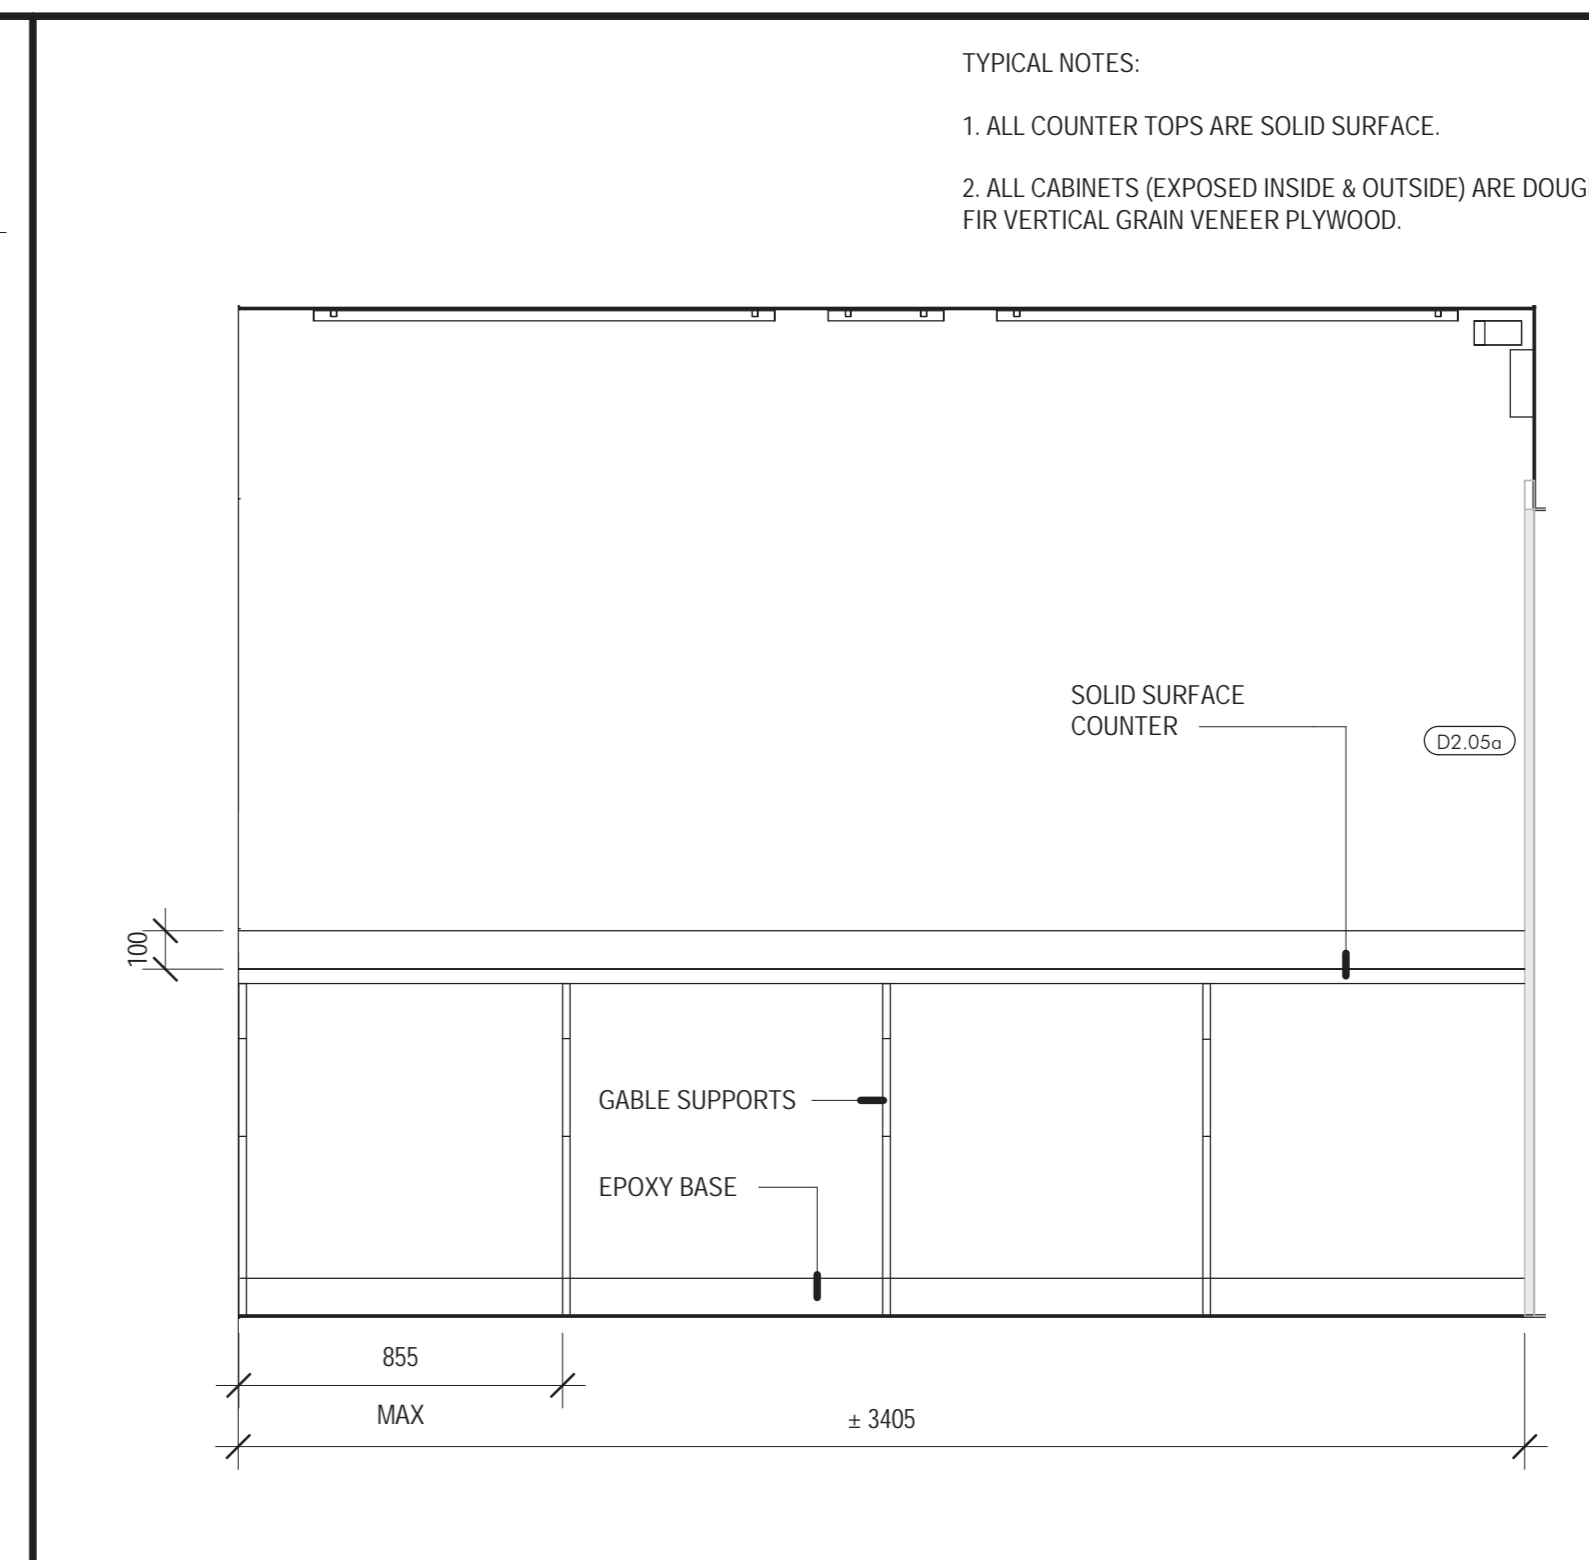 TYPICAL NOTES:
1. ALL COUNTER TOPS ARE SOLID SURFACE.
2. ALL CABINETS (EXPOSED INSIDE & OUTSIDE) ARE DOUG
FIR VERTICAL GRAIN VENEER PLYWOOD.
SOLID SURFACE
COUNTER
D2.05a
100
GABLE SUPPORTS
EPOXY BASE
855
MAX
± 3405